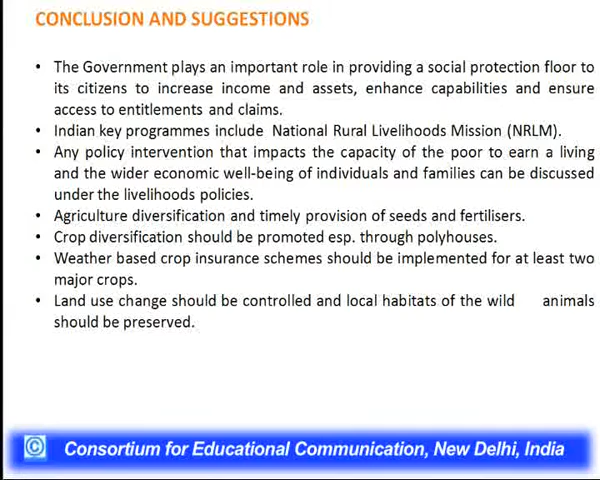 CONCLUSION AND SUGGESTIONS
• The Government plays an important role in providing a social protection floor to
its citizens to increase income and assets, enhance capabilities and ensure
access to entitlements and claims.
• Indian key programmes include National Rural Livelihoods Mission (NRLM).
• Any policy intervention that impacts the capacity of the poor to earn a living
and the wider economic well-being of individuals and families can be discussed
under the livelihoods policies.
• Agriculture diversification and timely provision of seeds and fertilisers.
• Crop diversification should be promoted esp. through polyhouses.
• Weather based crop insurance schemes should be implemented for at least two
major crops.
• Land use change should be controlled and local habitats of the wild animals
should be preserved.
© Consortium for Educational Communication, New Delhi, India